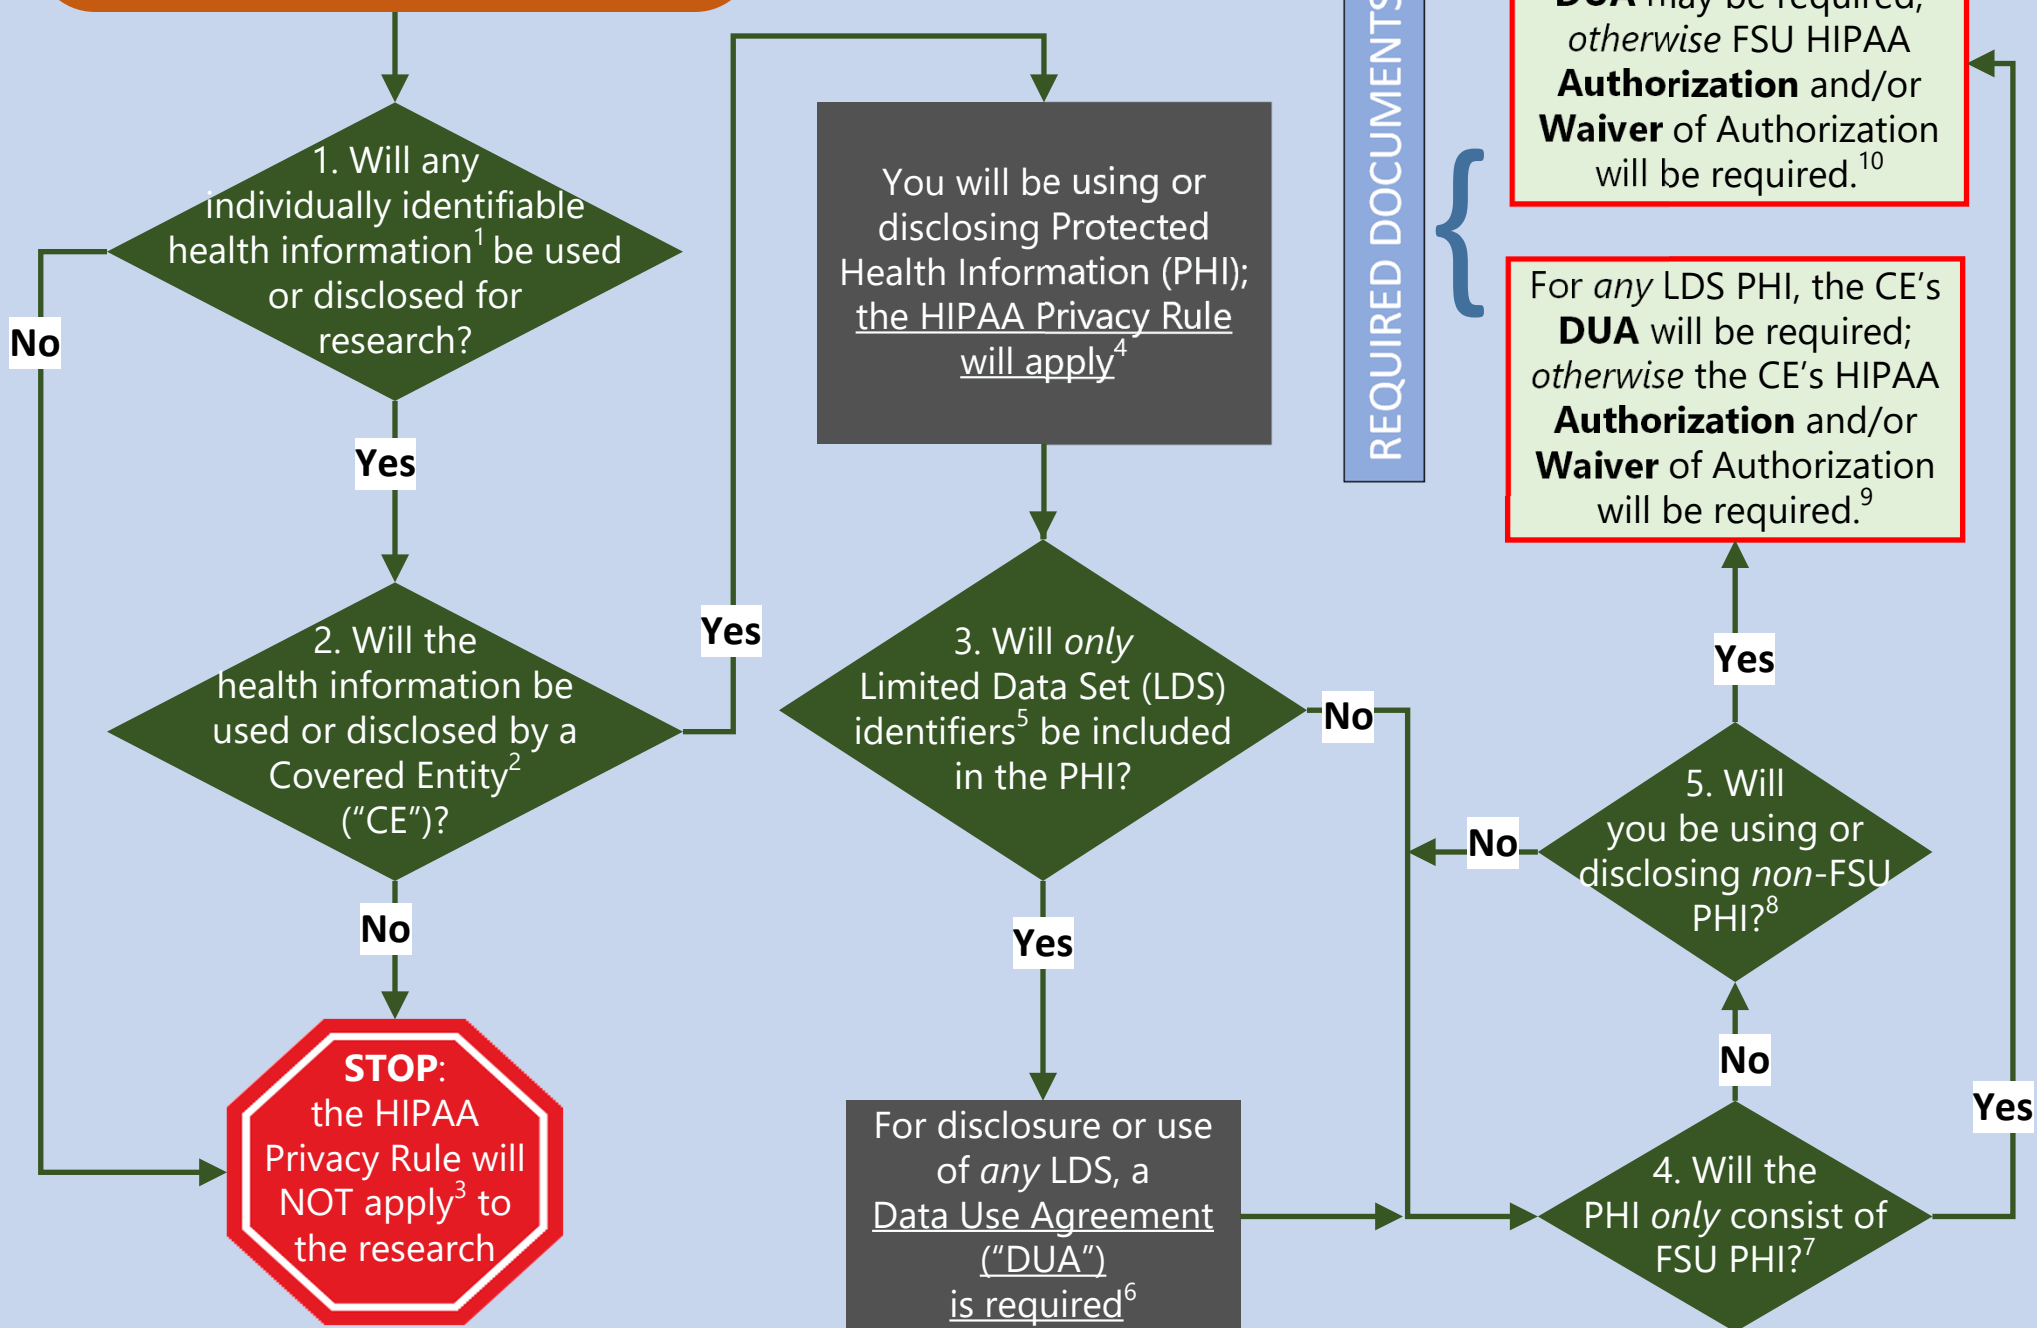 1. Will any
individually identifiable
health information1 be used
or disclosed for
research?
No
Yes
2. Will the
health information be
used or disclosed by a
Covered Entity2
(“CE”)?
Yes
No
STOP:
the HIPAA
Privacy Rule will
NOT apply3 to
the research
You will be using or
disclosing Protected
Health Information (PHI);
the HIPAA Privacy Rule
will apply4
3. Will only
Limited Data Set (LDS)
identifiers5 be included
in the PHI?
No
Yes
For disclosure or use
of any LDS, a
Data Use Agreement
(“DUA”)
is required6
4. Will the
PHI only consist of
FSU PHI?7
No
Yes
5. Will
you be using or
disclosing non-FSU
PHI?8
No
Yes
REQUIRED DOCUMENTS
DUA may be required;
otherwise FSU HIPAA
Authorization and/or
Waiver of Authorization
will be required.10
For any LDS PHI, the CE’s
DUA will be required;
otherwise the CE’s HIPAA
Authorization and/or
Waiver of Authorization
will be required.9